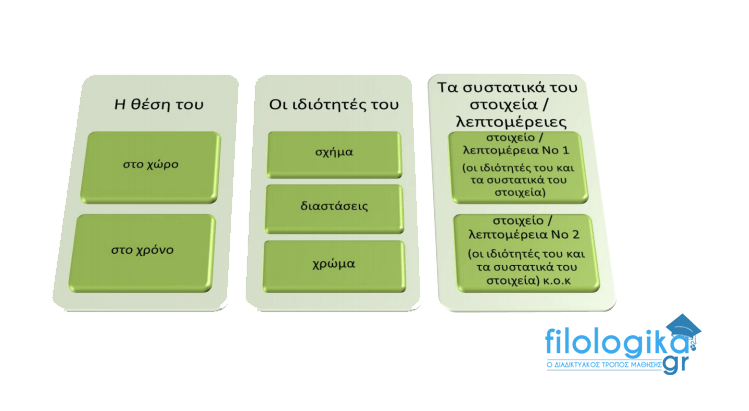 Η θέση του
στο χώρο
στο χρόνο
Οι ιδιότητές του
σχήμα
διαστάσεις
χρώμα
Τα συστατικά του
στοιχεία /
λεπτομέρειες
στοιχείο /
λεπτομέρεια Νο 1
(οι ιδιότητές του και
τα συστατικά του
στοιχεία)
στοιχείο /
λεπτομέρεια Νο 2
(οι ιδιότητές του και
τα συστατικά του
στοιχεία) κ.ο.κ
filologika
gr
Ο ΔΙΑΔΙΚΤΥΑΚΟΣ ΤΡΟΠΟΣ ΜΑΘΗΣΗΣ